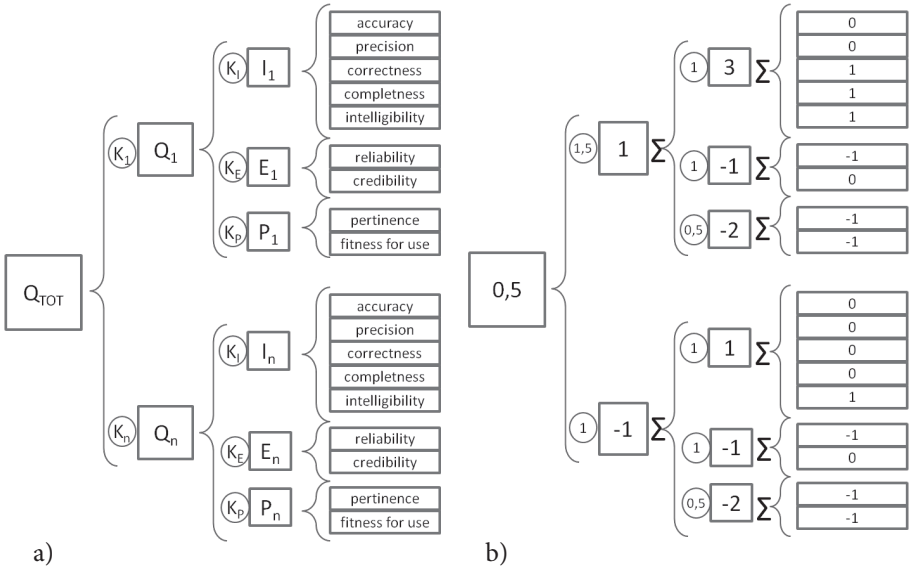 accuracy
precision
K_I I_1 correctness
completness
intelligibility
K_1 Q_1
K_E E_1 reliability
credibility
K_P P_1 pertinence
fitness for use
Q_TOT
accuracy
precision
K_I I_n correctness
completness
intelligibility
K_n Q_n
K_E E_n reliability
credibility
K_P P_n pertinence
fitness for use
a)
0
0
1 3 Σ 1
1
1
1,5 1 Σ
1 -1 Σ -1
0
0,5 -2 Σ -1
-1
0,5
0
0
1 1 Σ 0
0
1
1 -1 Σ
1 -1 Σ -1
0
0,5 -2 Σ -1
-1
b)